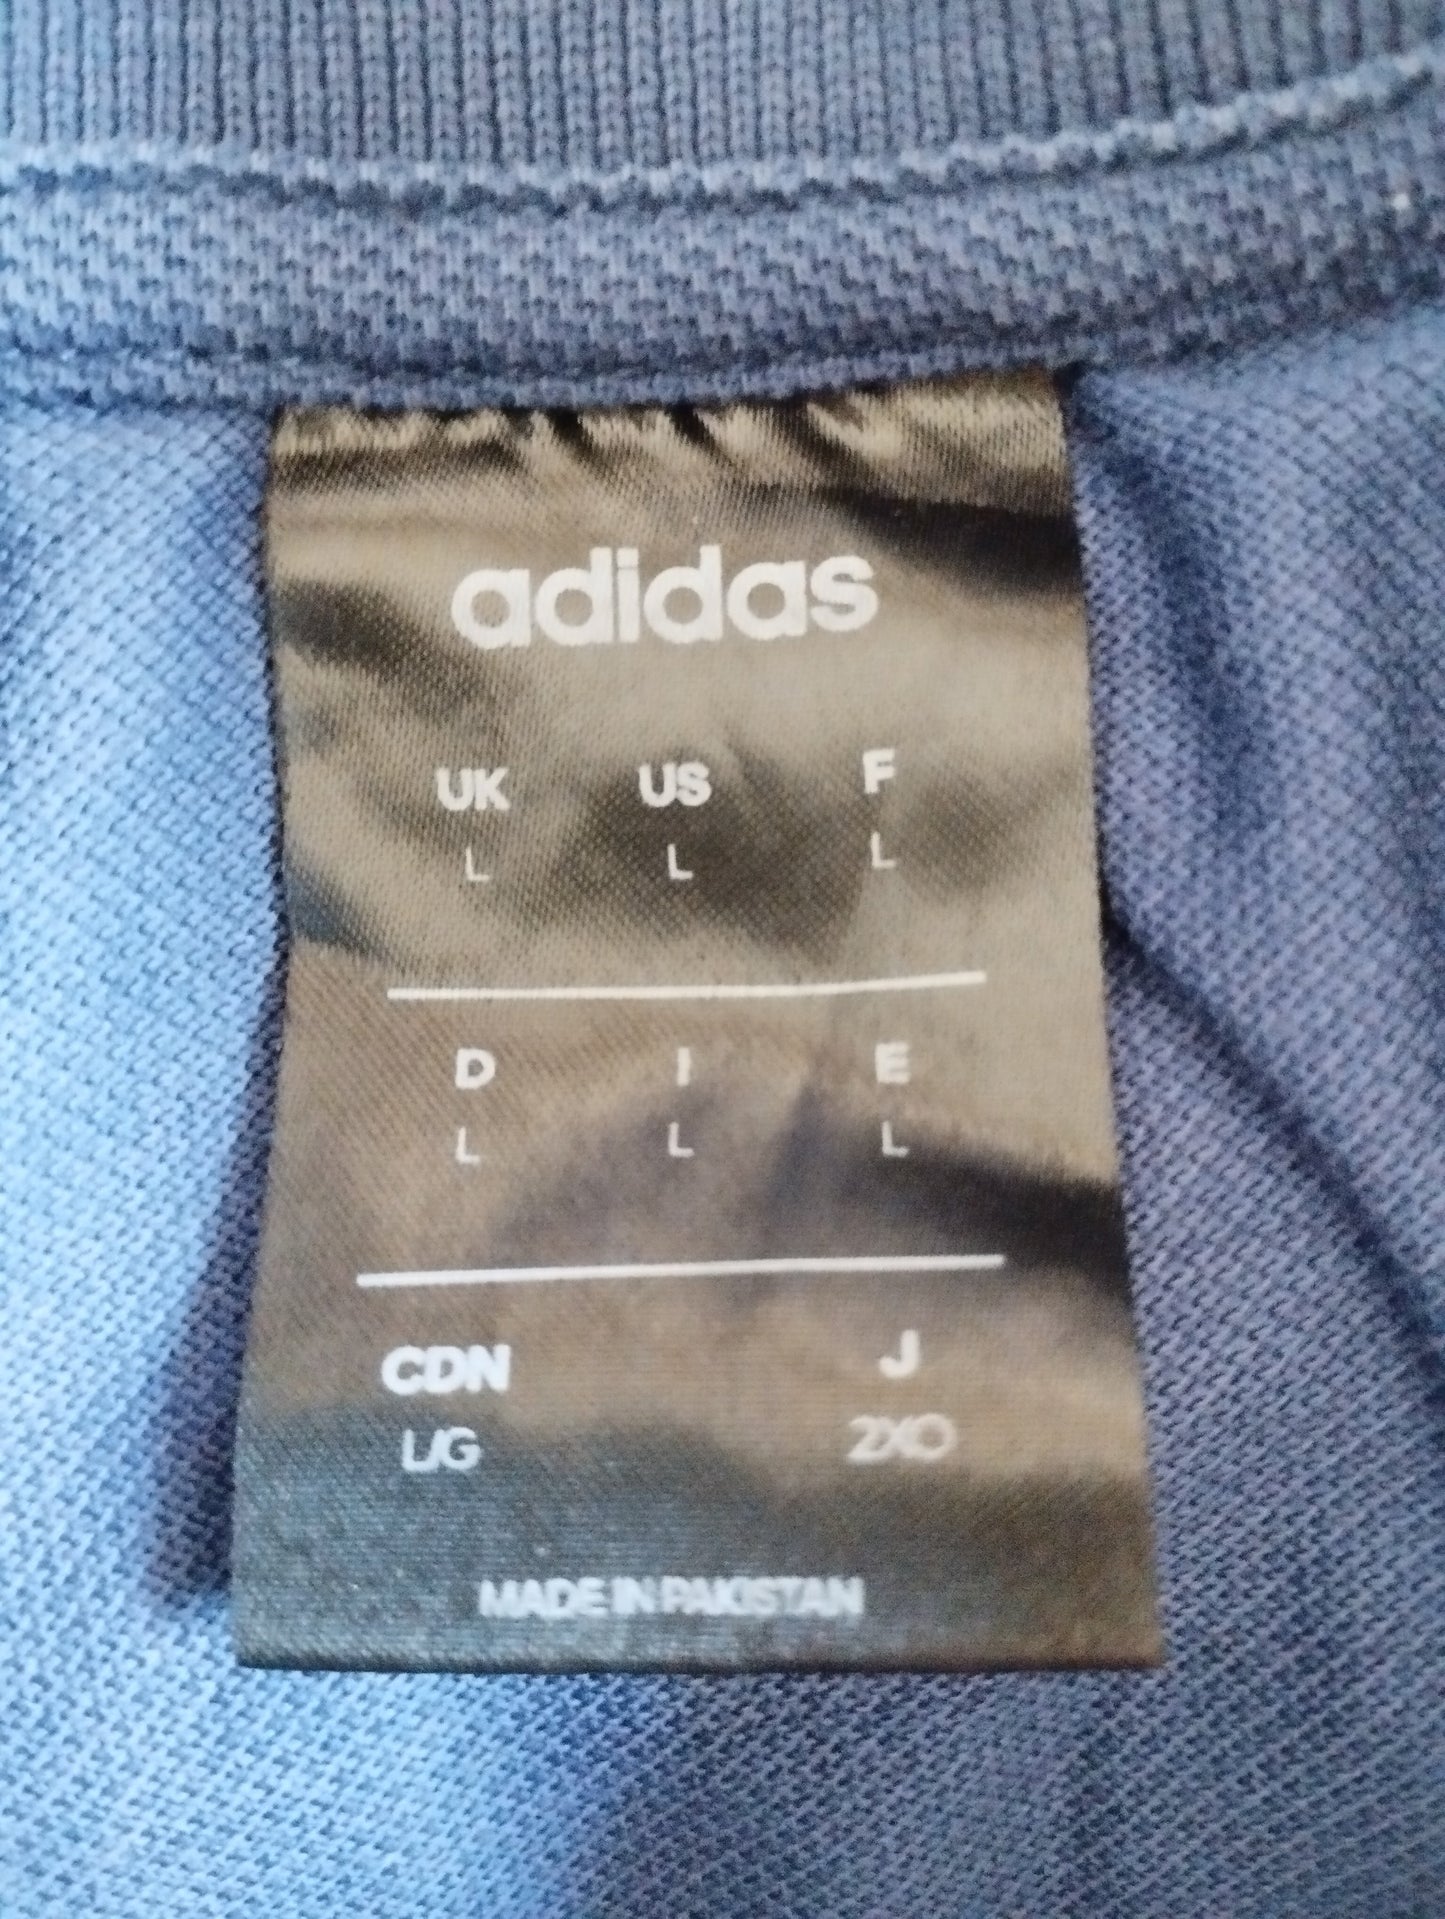 adidas
UK US F
L L L
D I E
L L L
CDN J
L/G 2XO
MADE IN PAKISTAN